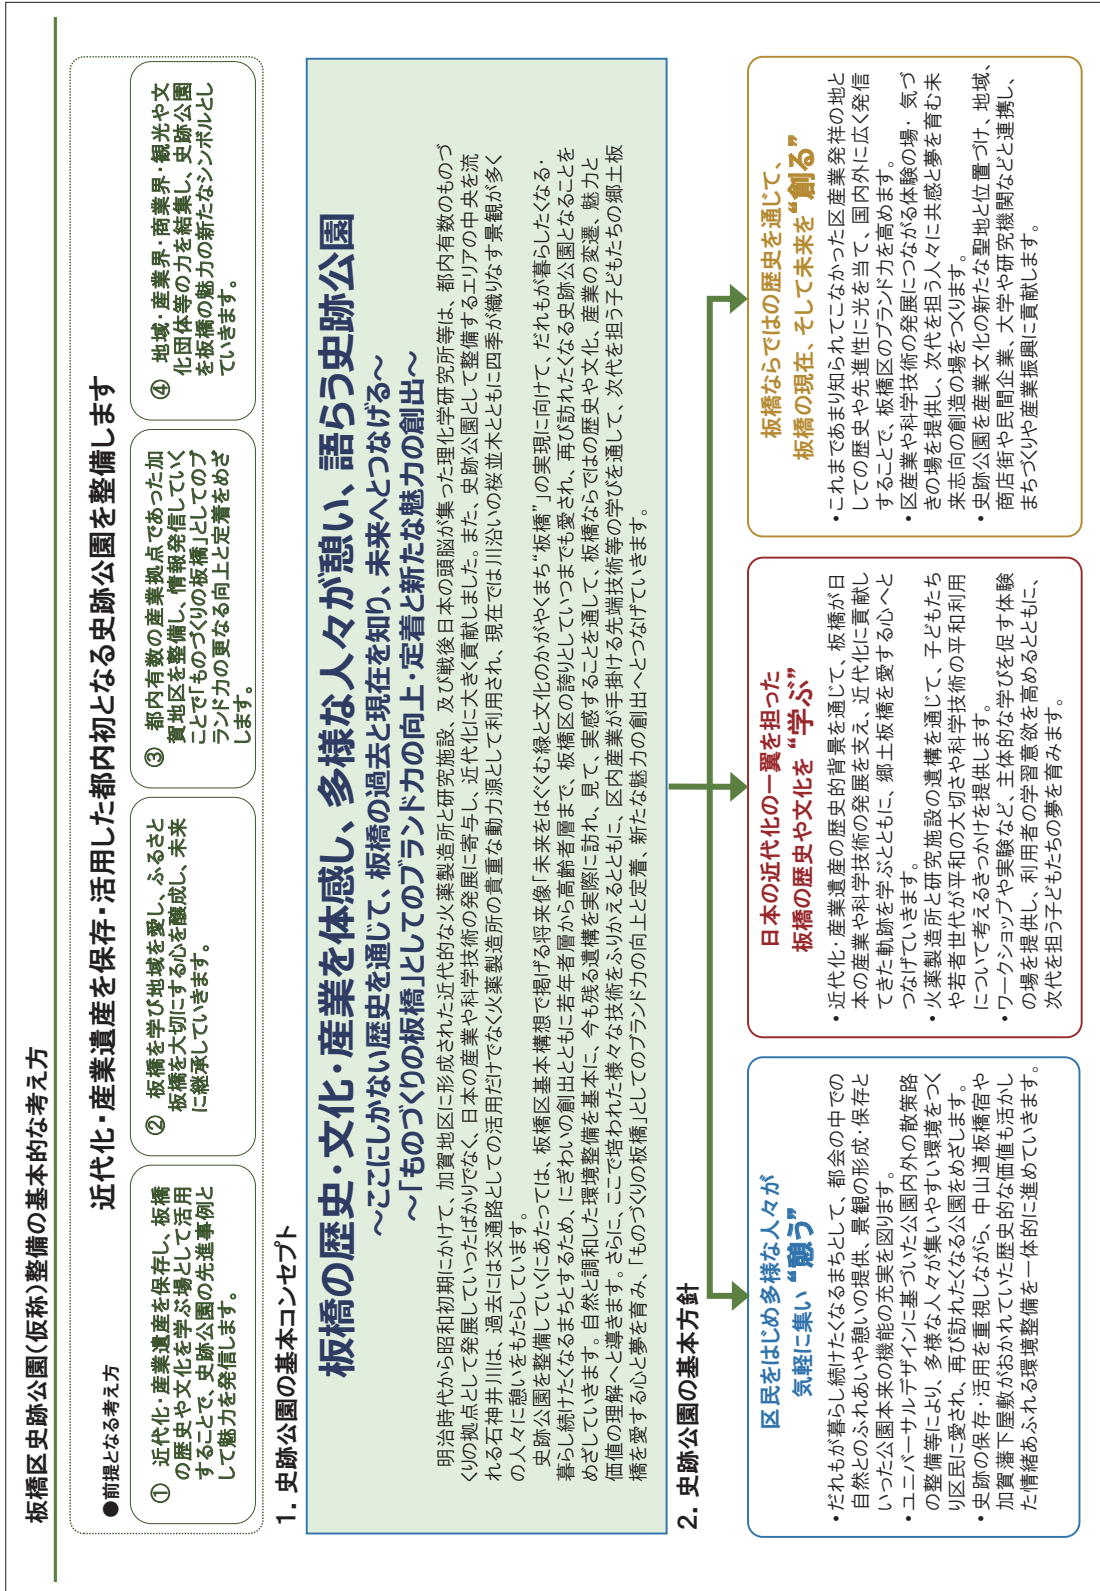 板橋区史跡公園(仮称)整備の基本的な考え方
●前提となる考え方
近代化・産業遺産を保存・活用した都内初となる史跡公園を整備します
① 近代化・産業遺産を保存し、板橋
の歴史や文化を学ぶ場として活用
することで、史跡公園の先進事例と
して魅力を発信します。
② 板橋を学び地域を愛し、ふるさと
板橋を大切にする心を醸成し、未来
に継承していきます。
③ 都内有数の産業拠点であった加
賀地区を整備し、情報発信していく
ことで「ものづくりの板橋」としてのブ
ランド力の更なる向上と定着をめざ
します。
④ 地域・産業界・商業界・観光や文
化団体等の力を結集し、史跡公園
を板橋の魅力の新たなシンボルとし
ていきます。
1. 史跡公園の基本コンセプト
板橋の歴史・文化・産業を体感し、多様な人々が憩い、語らう史跡公園
～ここにしかない歴史を通じて、板橋の過去と現在を知り、未来へとつなげる～
～「ものづくりの板橋」としてのブランド力の向上・定着と新たな魅力の創出～
明治時代から昭和初期にかけて、加賀地区に形成された近代的な火薬製造所と研究施設、及び戦後日本の頭脳が集った理化学研究所等は、都内有数のものづ
くりの拠点として発展していったばかりでなく、日本の産業や科学技術の発展に寄与し、近代化に大きく貢献しました。また、史跡公園として整備するエリアの中央を流
れる石神井川は、過去には交通路としての活用だけでなく火薬製造所の貴重な動力源として利用され、現在では川沿いの桜並木とともに四季が織りなす景観が多く
の人々に憩いをもたらしています。
史跡公園を整備していくにあたっては、板橋区基本構想で掲げる将来像「未来をはぐくむ緑と文化のかがやくまち“板橋”」の実現に向けて、だれもが暮らしたくなる・
暮らし続けたくなるまちとするため、にぎわいの創出とともに若年者層から高齢者層まで、板橋区の誇りとしていつまでも愛され、再び訪れたくなる史跡公園となることを
めざしていきます。自然と調和した環境整備を基本に、今も残る遺構を実際に訪れ、見て、実感することを通して、板橋ならではの歴史や文化、産業の変遷、魅力と
価値の理解へと導きます。さらに、ここで培われた様々な技術をふりかえるとともに、区内産業が手掛ける先端技術等の学びを通して、次代を担う子どもたちの郷土板
橋を愛する心と夢を育み、「ものづくりの板橋」としてのブランド力の向上と定着、新たな魅力の創出へとつなげていきます。
2. 史跡公園の基本方針
区民をはじめ多様な人々が
気軽に集い“憩う”
・だれもが暮らし続けたくなるまちとして、都会の中での
自然とのふれあいや憩いの提供、景観の形成・保存と
いった公園本来の機能の充実を図ります。
・ユニバーサルデザインに基づいた公園内外の散策路
の整備等により、多様な人々が集いやすい環境をつく
り区民に愛され、再び訪れたくなる公園をめざします。
・史跡の保存・活用を重視しながら、中山道板橋宿や
加賀藩下屋敷がおかれていた歴史的な価値も活かし
た情緒あふれる環境整備を一体的に進めていきます。
日本の近代化の一翼を担った
板橋の歴史や文化を“学ぶ”
・近代化・産業遺産の歴史的背景を通じて、板橋が日
本の産業や科学技術の発展を支え、近代化に貢献し
てきた軌跡を学ぶとともに、郷土板橋を愛する心へと
つなげていきます。
・火薬製造所と研究施設の遺構を通じて、子どもたち
や若者世代が平和の大切さや科学技術の平和利用
について考えるきっかけを提供します。
・ワークショップや実験など、主体的な学びを促す体験
の場を提供し、利用者の学習意欲を高めるとともに、
次代を担う子どもたちの夢を育みます。
板橋ならではの歴史を通じて、
板橋の現在、そして未来を“創る”
・これまであまり知られてこなかった区産業発祥の地と
しての歴史や先進性に光を当て、国内外に広く発信
することで、板橋区のブランド力を高めます。
・区産業や科学技術の発展につながる体験の場・気づ
きの場を提供し、次代を担う人々に共感と夢を育む未
来志向の創造の場をつくります。
・史跡公園を産業文化の新たな聖地と位置づけ、地域、
商店街や民間企業、大学や研究機関などと連携し、
まちづくりや産業振興に貢献します。